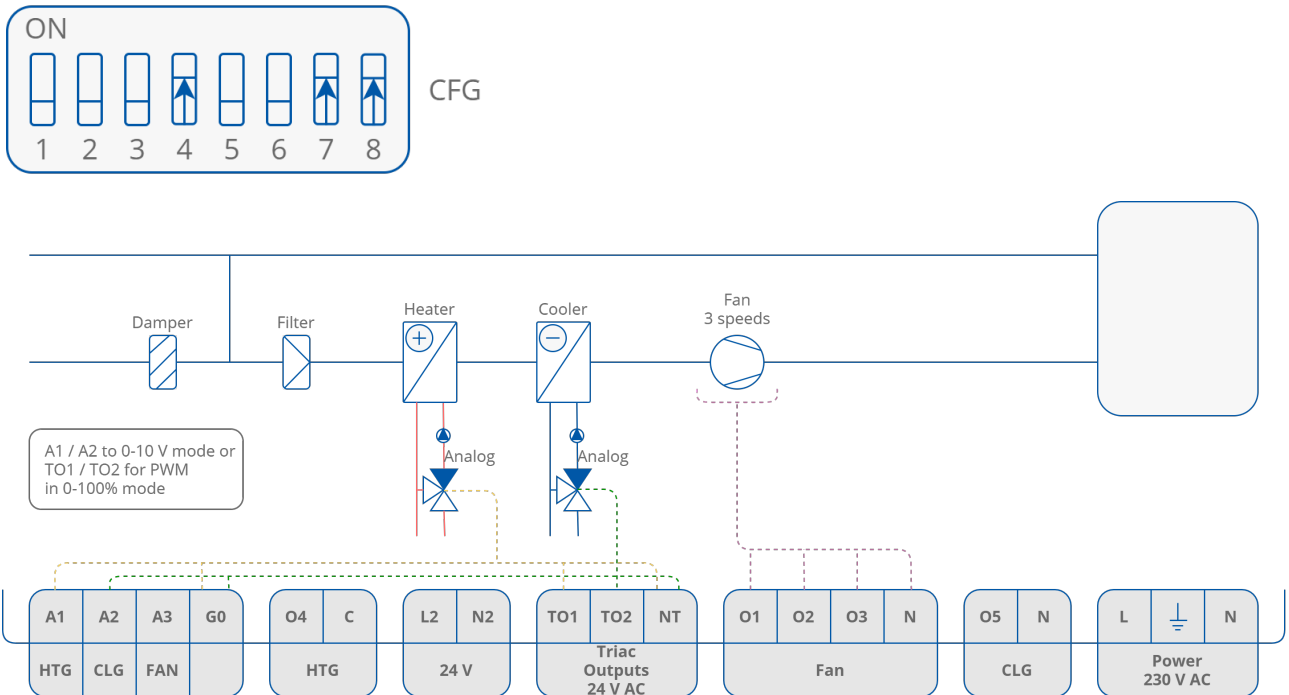 ON
1 2 3 4 5 6 7 8
CFG
Damper
Filter
Heater
Cooler
Fan
3 speeds
A1 / A2 to 0-10 V mode or
TO1 / TO2 for PWM
in 0-100% mode
Analog
Analog
A1 A2 A3 G0
O4 C
L2 N2
TO1 TO2 NT
O1 O2 O3 N
O5 N
L N
HTG CLG FAN
HTG
24 V
Triac
Outputs
24 V AC
Fan
CLG
Power
230 V AC